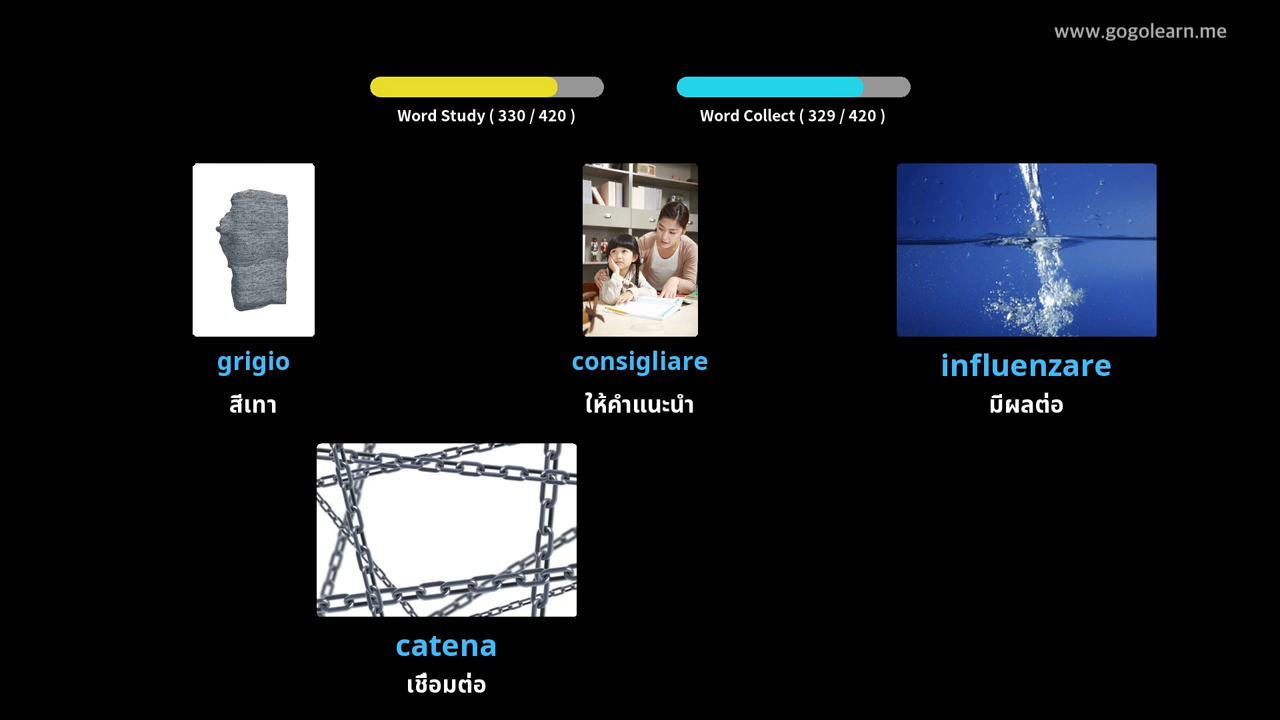 www.gogolearn.me
Word Study ( 330 / 420 )
Word Collect ( 329 / 420 )
grigio
สีเทา
consigliare
ให้คำแนะนำ
influenzare
มีผลต่อ
catena
เชื่อมต่อ